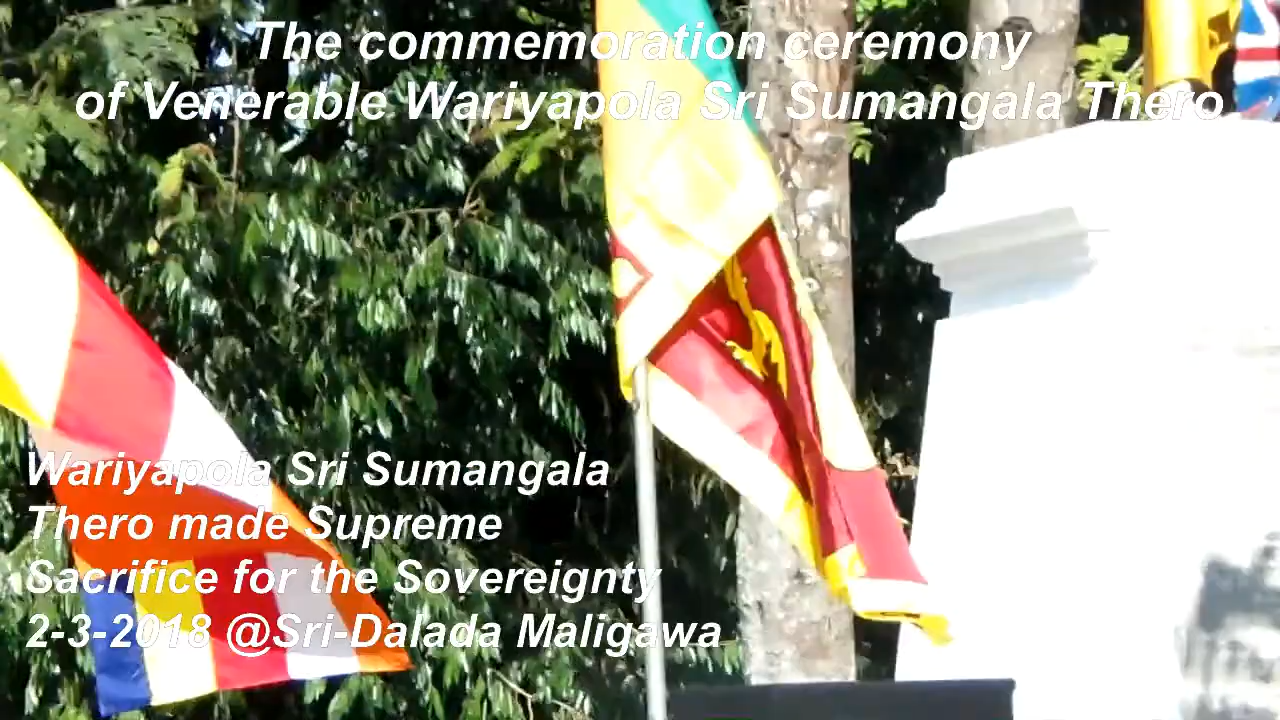 The commemoration ceremony
of Venerable Wariyapola Sri Sumangala Thero
Wariyapola Sri Sumangala
Thero made Supreme
Sacrifice for the Sovereignty
2-3-2018 @Sri-Dalada Maligawa